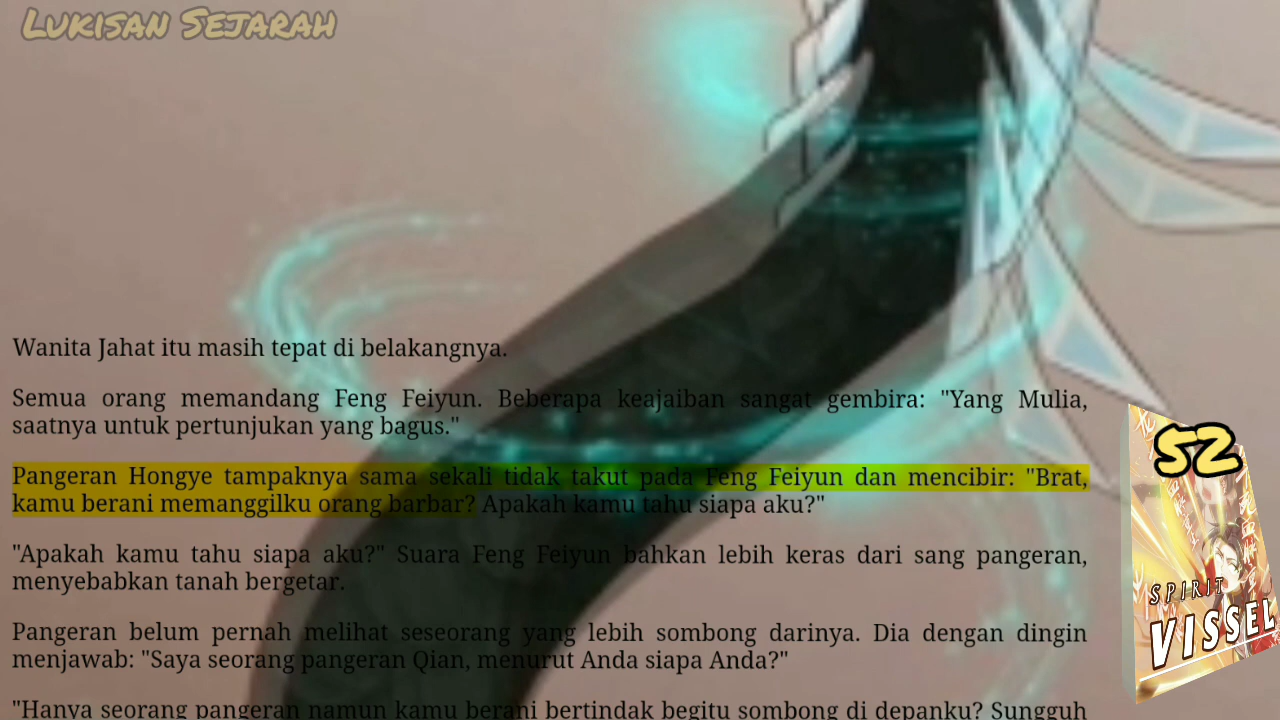 Lukisan Sejarah
Wanita Jahat itu masih tepat di belakangnya.
Semua orang memandang Feng Feiyun. Beberapa keajaiban sangat gembira: "Yang Mulia,
saatnya untuk pertunjukan yang bagus."
Pangeran Hongye tampaknya sama sekali tidak takut pada Feng Feiyun dan mencibir: "Brat,
kamu berani memanggilku orang barbar? Apakah kamu tahu siapa aku?"
"Apakah kamu tahu siapa aku?" Suara Feng Feiyun bahkan lebih keras dari sang pangeran,
menyebabkan tanah bergetar.
Pangeran belum pernah melihat seseorang yang lebih sombong darinya. Dia dengan dingin
menjawab: "Saya seorang pangeran Qian, menurut Anda siapa Anda?"
"Hanya seorang pangeran namun kamu berani bertindak begitu sombong di depanku? Sungguh
52
SPIRIT
VISSEL